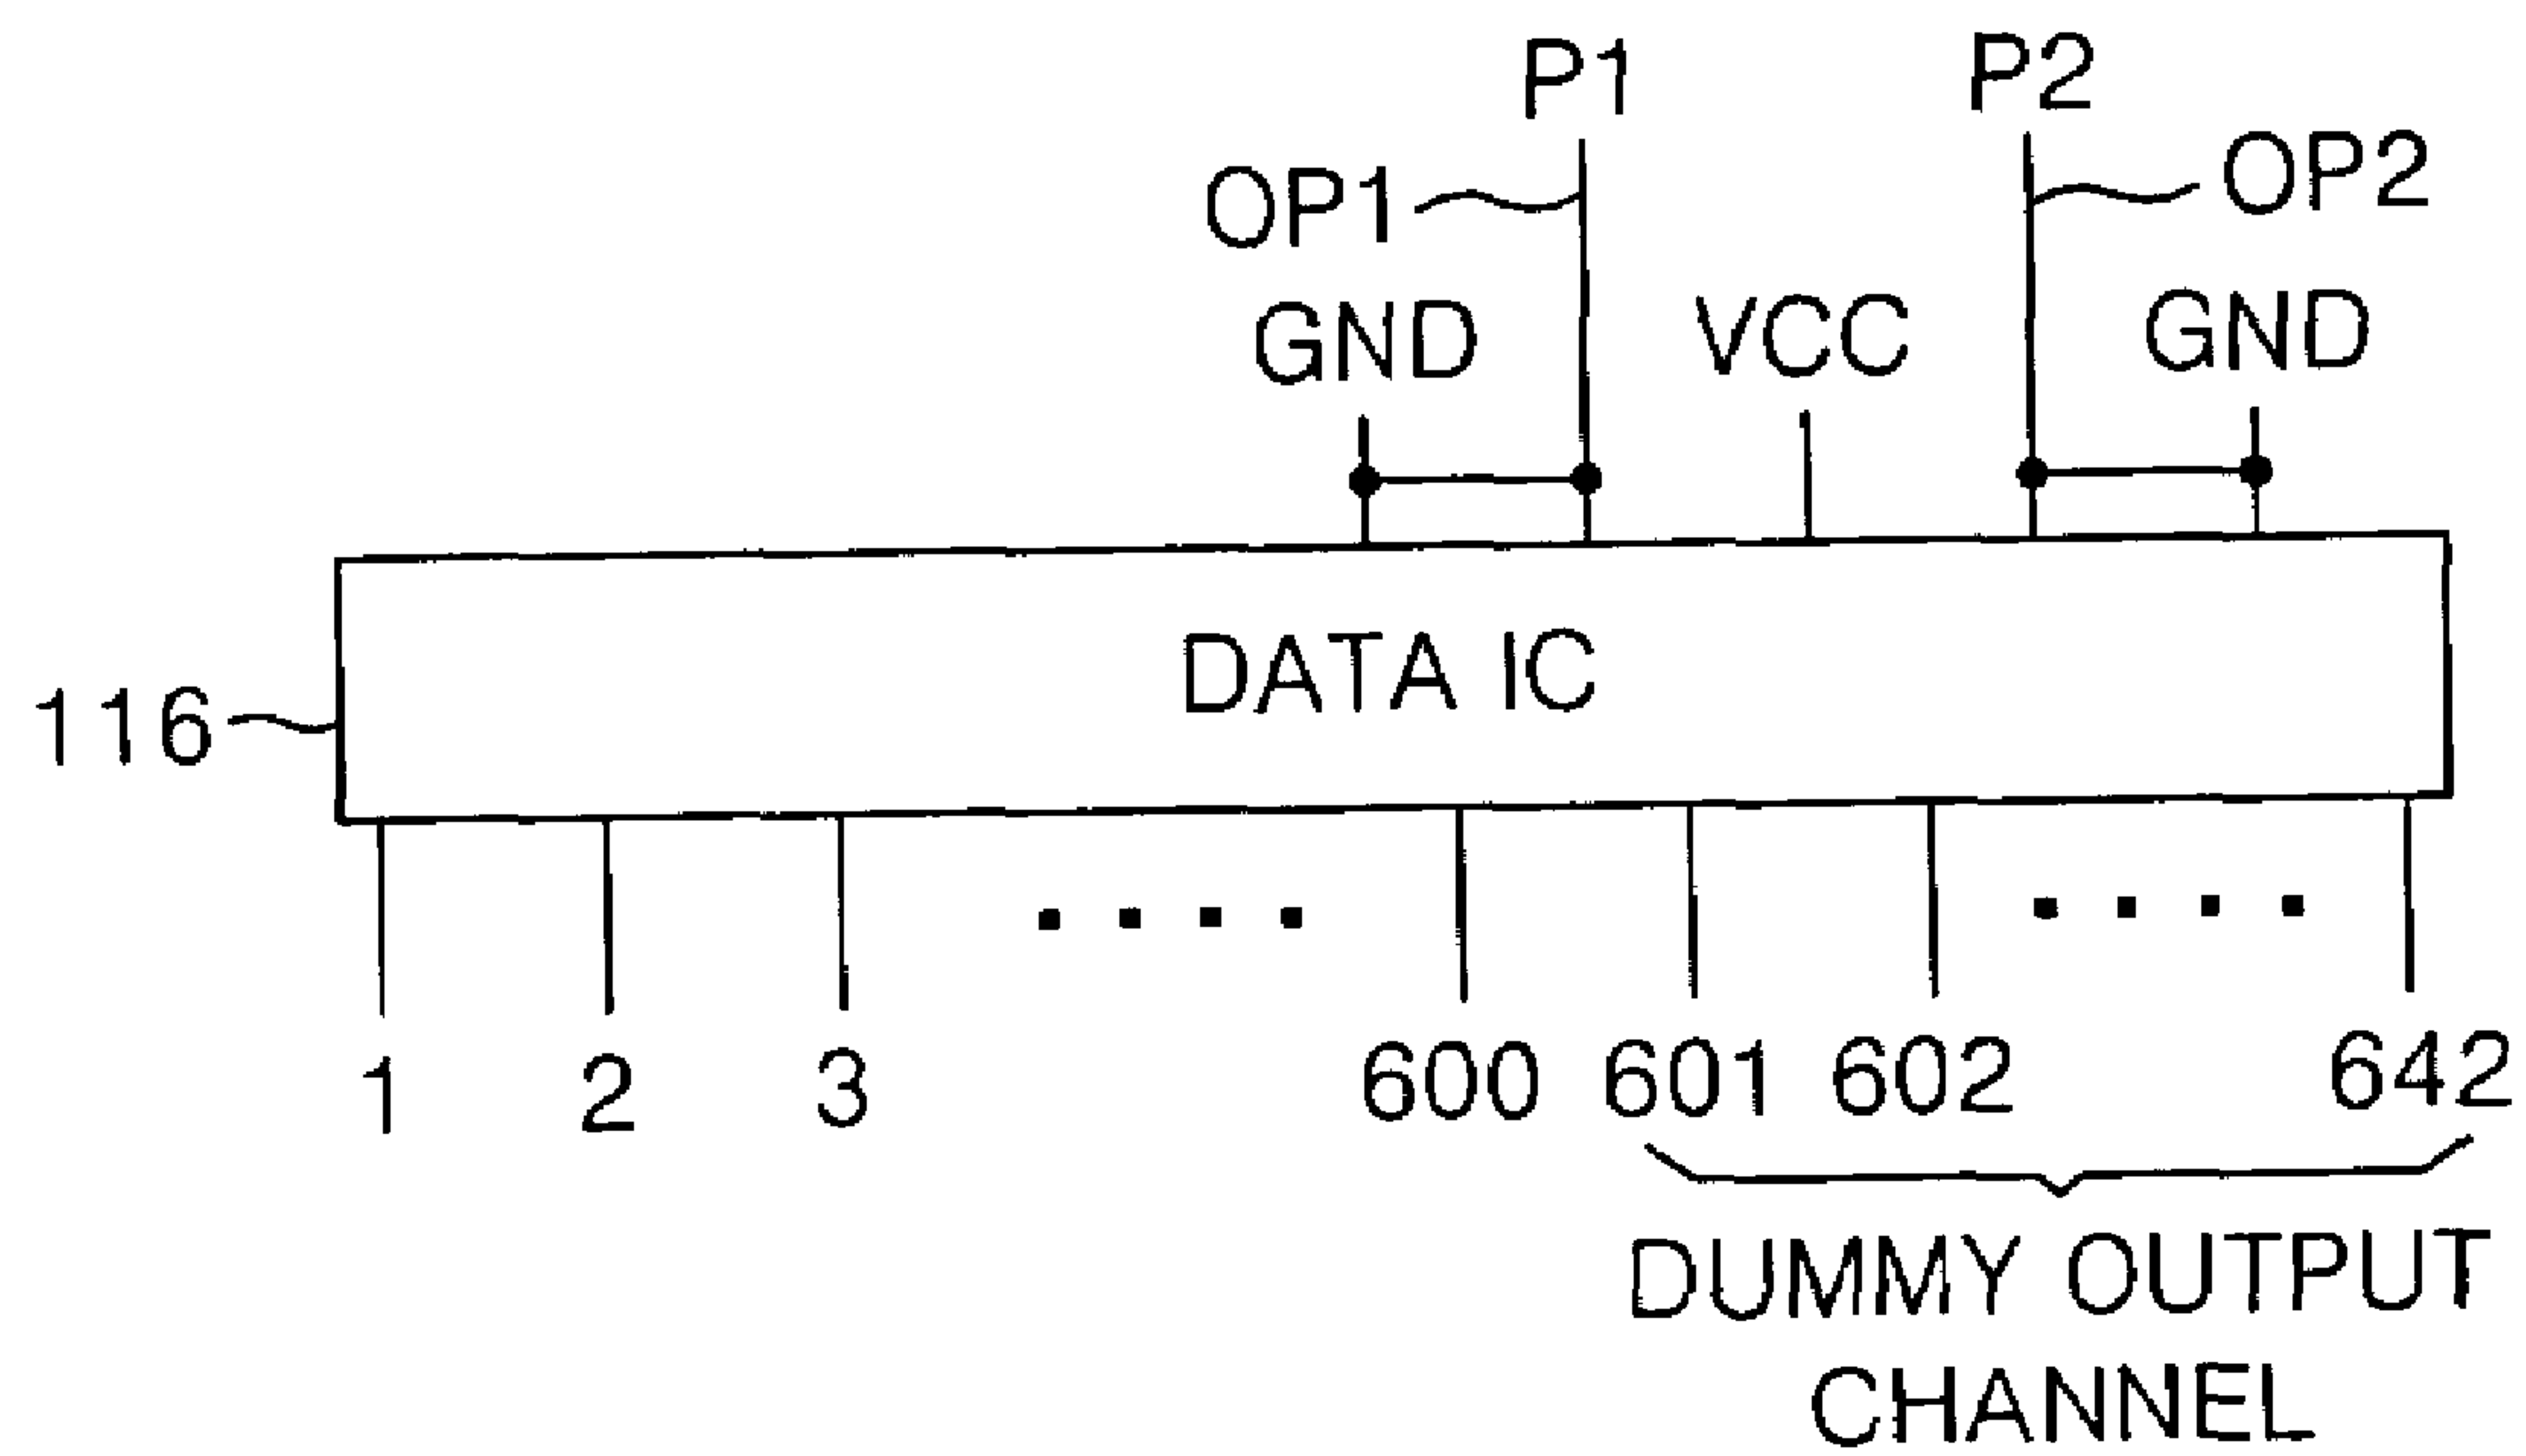 P1 P2
OP1 OP2
GND VCC GND
DATA IC
116
1 2 3 .... 600 601 602 .... 642
DUMMY OUTPUT
CHANNEL